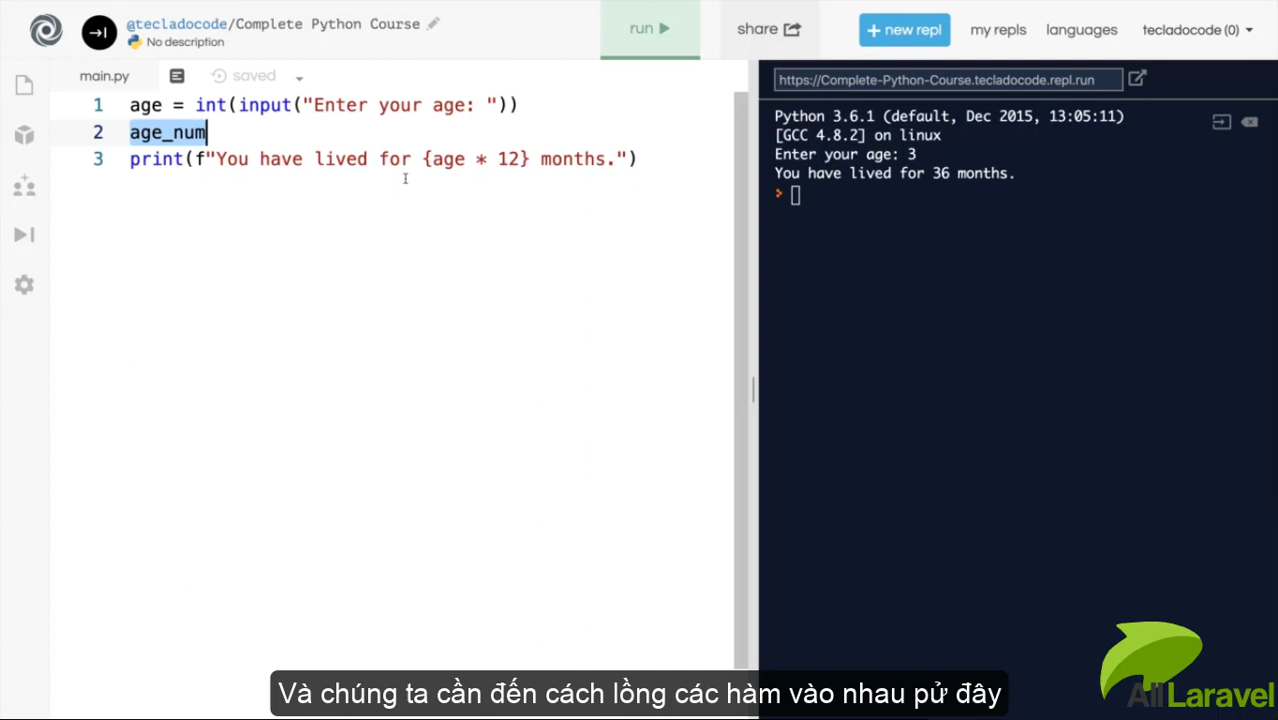 @tecladocode/Complete Python Course
No description
run
share
+ new repl
my repls
languages
tecladocode (0)
main.py
saved
https://Complete-Python-Course.tecladocode.repl.run
1 age = int(input("Enter your age: "))
2 age_num
3 print(f"You have lived for {age * 12} months.")
Python 3.6.1 (default, Dec 2015, 13:05:11)
[GCC 4.8.2] on linux
Enter your age: 3
You have lived for 36 months.
Và chúng ta cần đến cách lồng các hàm vào nhau pử đây
AllLaravel